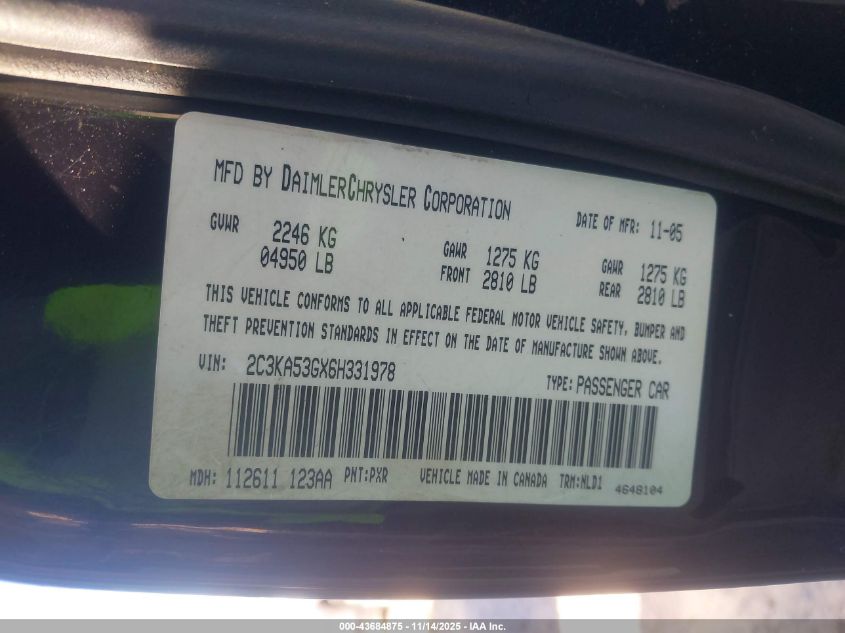 MFD BY DAIMLERCHRYSLER CORPORATION DATE OF MFR: 11-05
GVWR 2246 KG GAWR 1275 KG GAWR 1275 KG
04950 LB FRONT 2810 LB REAR 2810 LB
THIS VEHICLE CONFORMS TO ALL APPLICABLE FEDERAL MOTOR VEHICLE SAFETY, BUMPER AND
THEFT PREVENTION STANDARDS IN EFFECT ON THE DATE OF MANUFACTURE SHOWN ABOVE.
VIN: 2C3KA53GX6H331978 TYPE: PASSENGER CAR
MDH: 112611 123AA PNT:PXR VEHICLE MADE IN CANADA TRM:NLD1 4648104
000-43684875 - 11/14/2025 - IAA Inc.